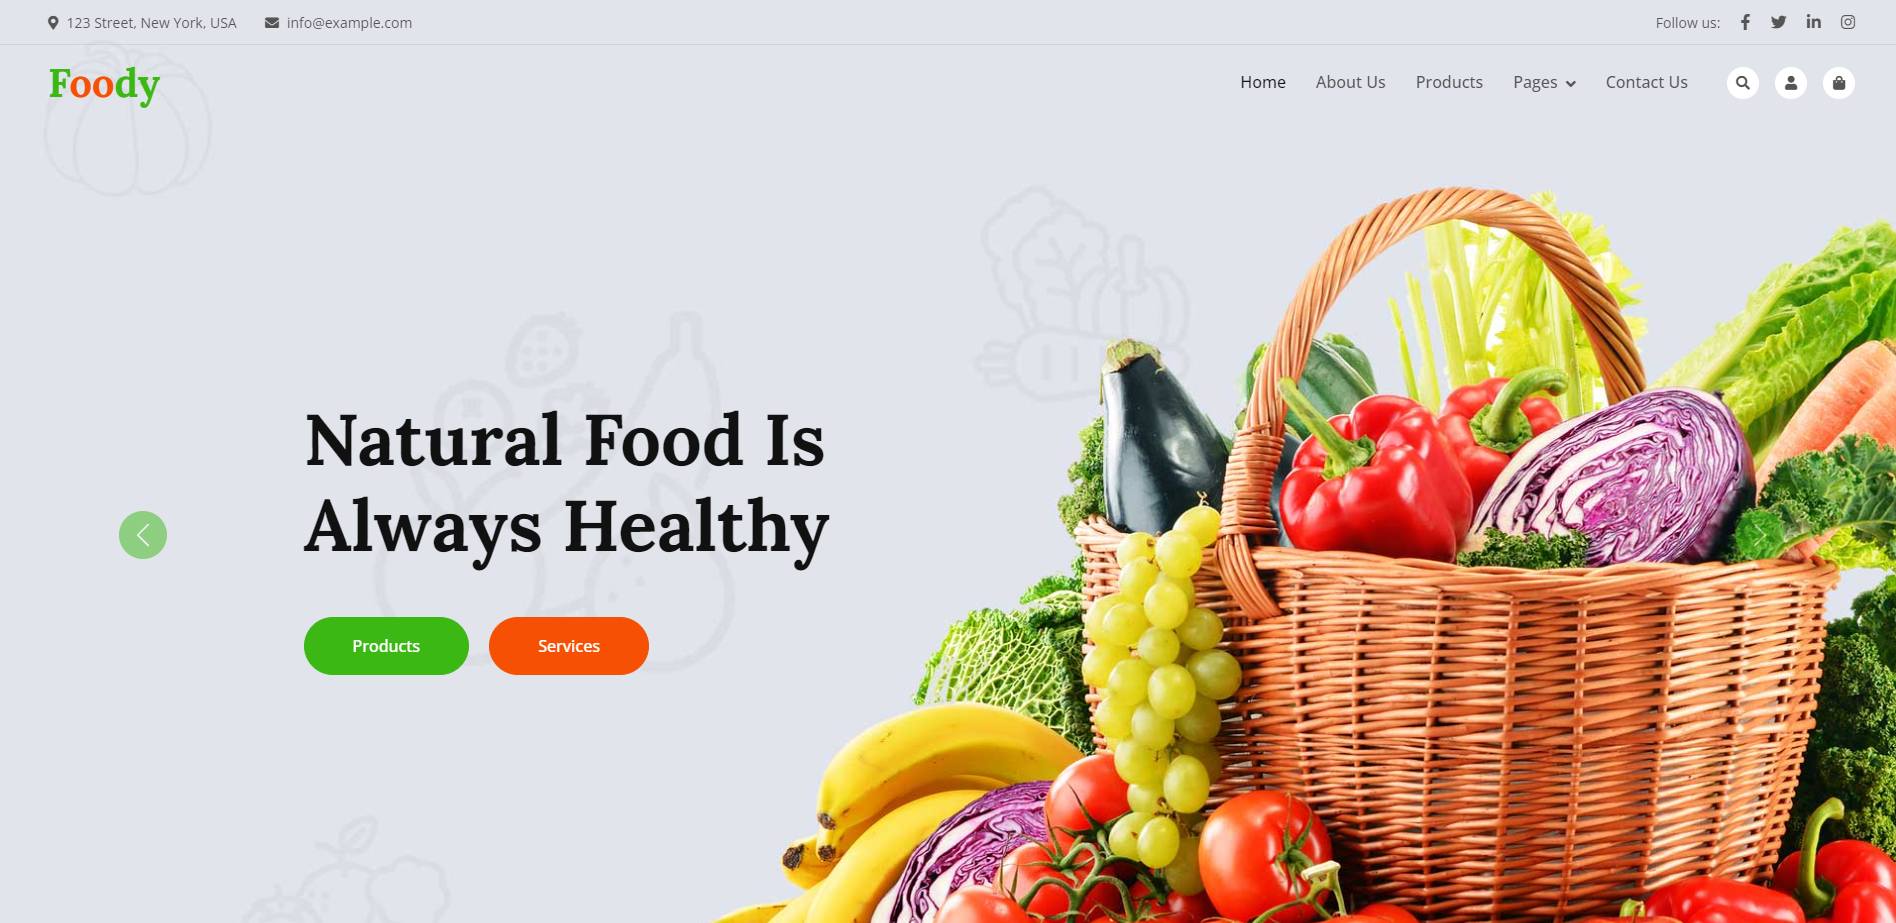 123 Street, New York, USA
info@example.com
Follow us:
Foody
Home
About Us
Products
Pages
Contact Us
Natural Food Is
Always Healthy
Products
Services